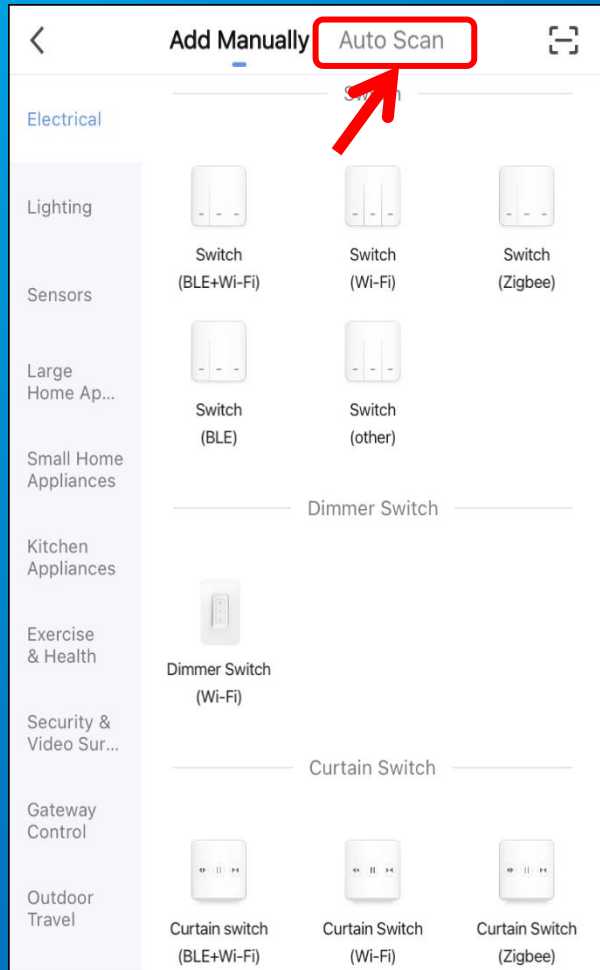 Add Manually Auto Scan
Switch
Electrical
Lighting
Sensors
Large
Home Ap...
Small Home
Appliances
Kitchen
Appliances
Exercise
& Health
Security &
Video Sur...
Gateway
Control
Outdoor
Travel
Switch Switch Switch
(BLE+Wi-Fi) (Wi-Fi) (Zigbee)
Switch Switch
(BLE) (other)
Dimmer Switch
Dimmer Switch
(Wi-Fi)
Curtain Switch
Curtain switch Curtain Switch Curtain Switch
(BLE+Wi-Fi) (Wi-Fi) (Zigbee)